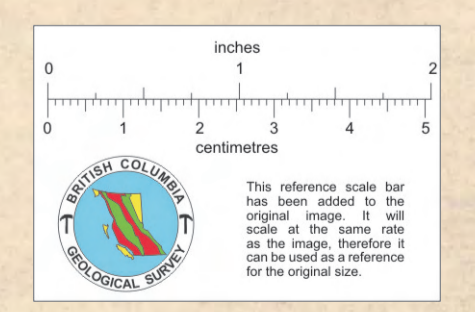 inches
0 1 2
0 1 2 3 4 5
centimetres
BRITISH COLUMBIA
GEOLOGICAL SURVEY
This reference scale bar
has been added to the
original image. It will
scale at the same rate
as the image, therefore it
can be used as a reference
for the original size.